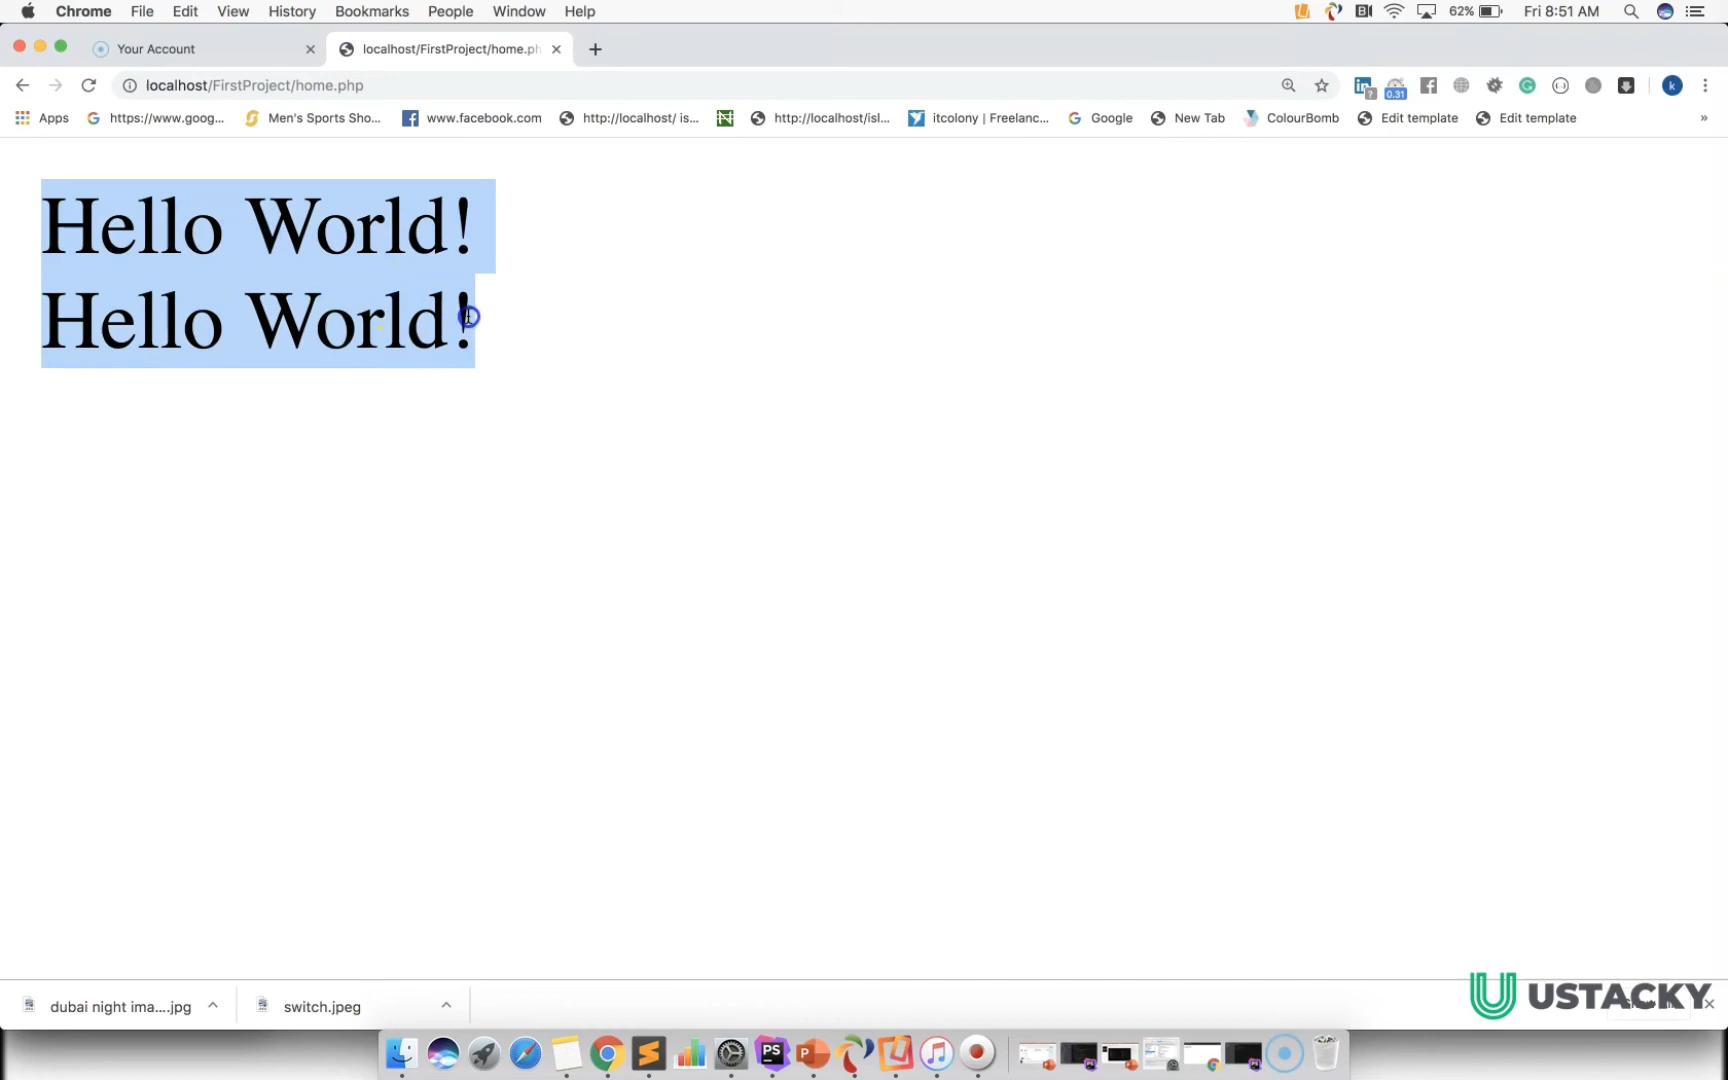 Chrome File Edit View History Bookmarks People Window Help 62% Fri 8:51 AM
Your Account localhost/FirstProject/home.ph
localhost/FirstProject/home.php
0.31 ? k
Apps https://www.goog... Men's Sports Sho... www.facebook.com http://localhost/ is... N http://localhost/isl... itcolony | Freelanc... Google New Tab ColourBomb Edit template Edit template »
Hello World!
Hello World!
dubai night ima....jpg switch.jpeg
USTACKY
PS P